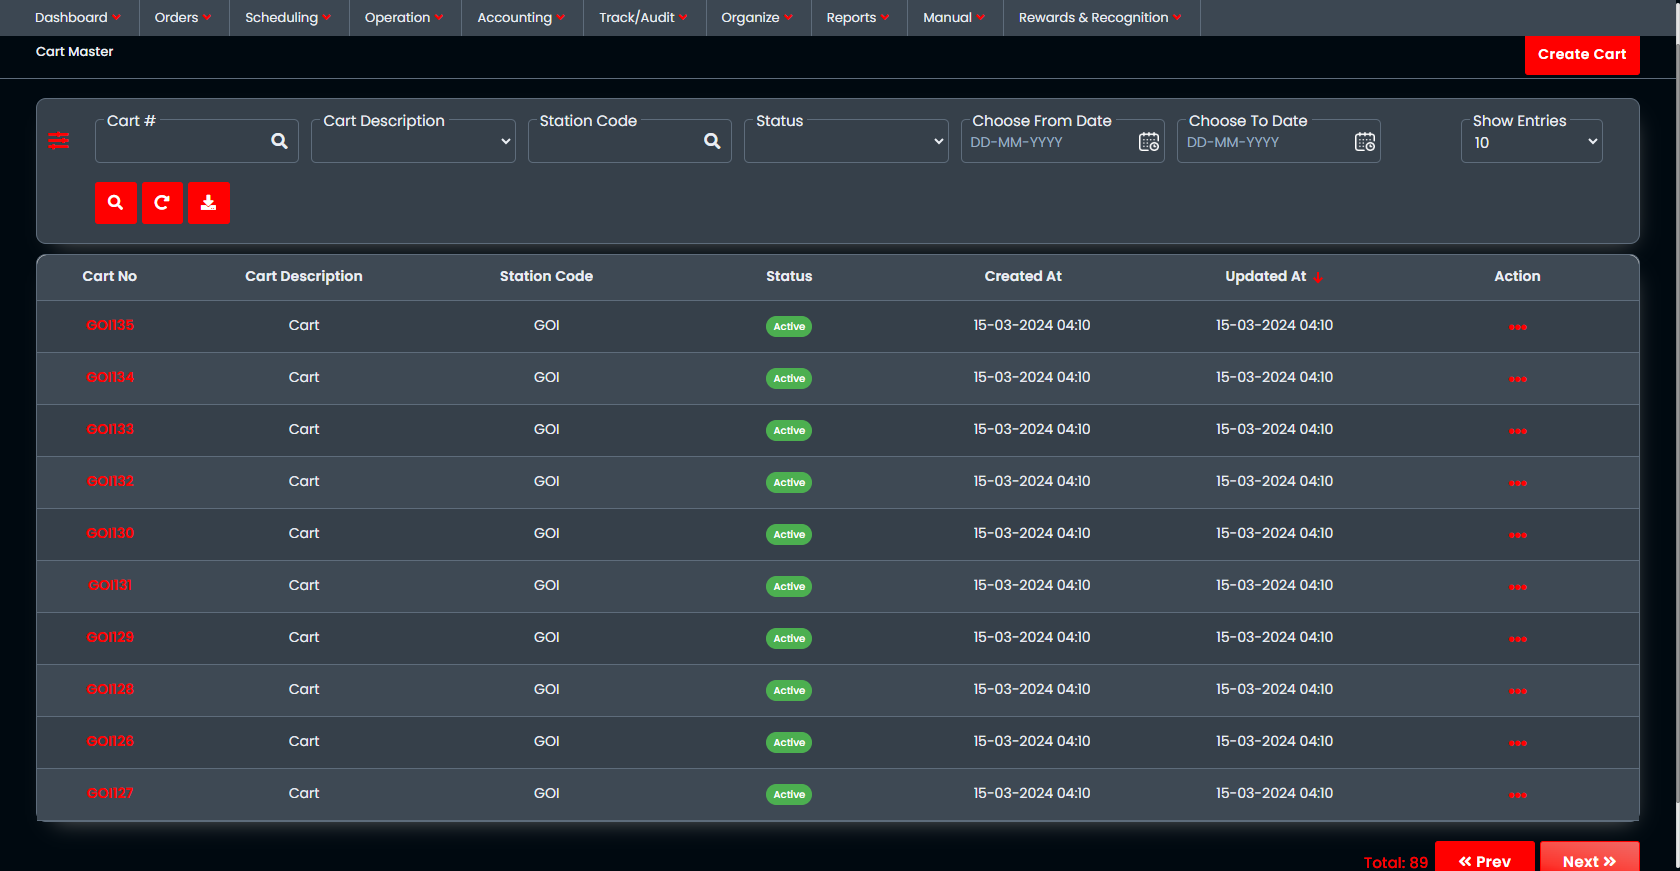 Dashboard Orders Scheduling Operation Accounting Track/Audit Organize Reports Manual Rewards & Recognition
Cart Master
Create Cart
Cart # Cart Description Station Code Status Choose From Date Choose To Date Show Entries
DD-MM-YYYY DD-MM-YYYY 10
Cart No Cart Description Station Code Status Created At Updated At Action
GOI135 Cart GOI Active 15-03-2024 04:10 15-03-2024 04:10
GOI134 Cart GOI Active 15-03-2024 04:10 15-03-2024 04:10
GOI133 Cart GOI Active 15-03-2024 04:10 15-03-2024 04:10
GOI132 Cart GOI Active 15-03-2024 04:10 15-03-2024 04:10
GOI130 Cart GOI Active 15-03-2024 04:10 15-03-2024 04:10
GOI131 Cart GOI Active 15-03-2024 04:10 15-03-2024 04:10
GOI129 Cart GOI Active 15-03-2024 04:10 15-03-2024 04:10
GOI128 Cart GOI Active 15-03-2024 04:10 15-03-2024 04:10
GOI126 Cart GOI Active 15-03-2024 04:10 15-03-2024 04:10
GOI127 Cart GOI Active 15-03-2024 04:10 15-03-2024 04:10
Total: 89 « Prev Next »